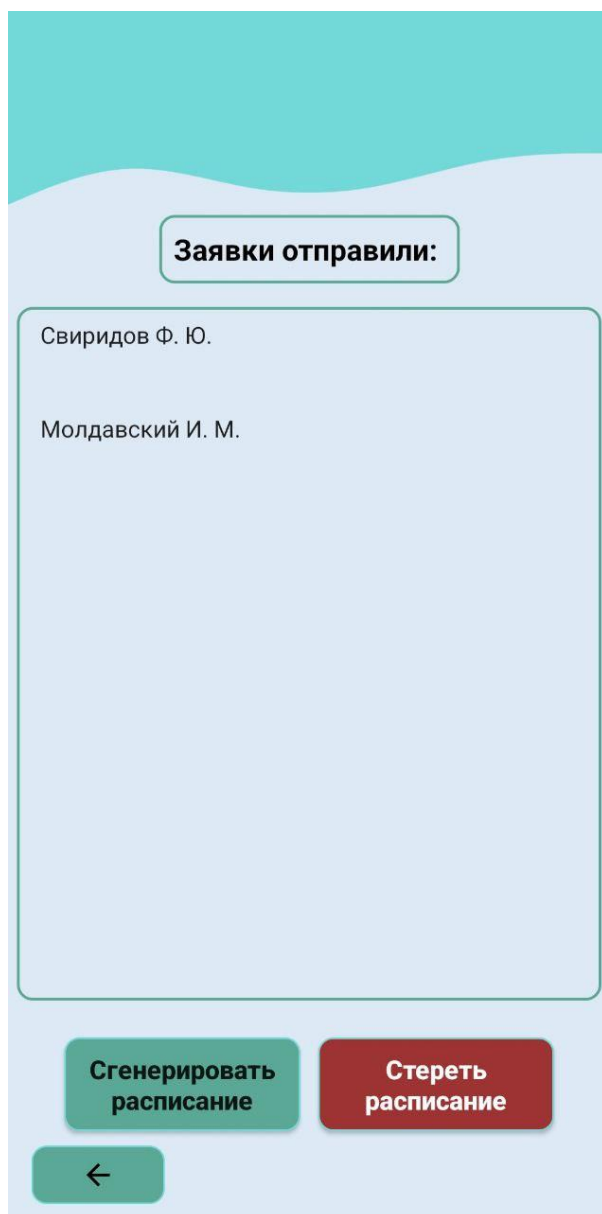 Заявки отправили:
Свиридов Ф. Ю.
Молдавский И. М.
Сгенерировать
расписание
Стереть
расписание